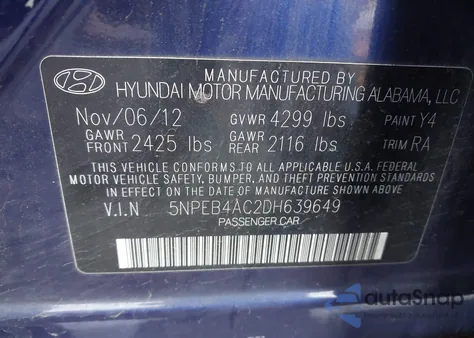 MANUFACTURED BY
HYUNDAI MOTOR MANUFACTURING ALABAMA, LLC
Nov/06/12 GVWR 4299 lbs PAINT Y4
GAWR FRONT 2425 lbs GAWR REAR 2116 lbs TRIM RA
THIS VEHICLE CONFORMS TO ALL APPLICABLE U.S.A. FEDERAL
MOTOR VEHICLE SAFETY, BUMPER, AND THEFT PREVENTION STANDARDS
IN EFFECT ON THE DATE OF MANUFACTURE SHOWN ABOVE.
V.I.N 5NPEB4AC2DH639649
PASSENGER CAR
autoSnap